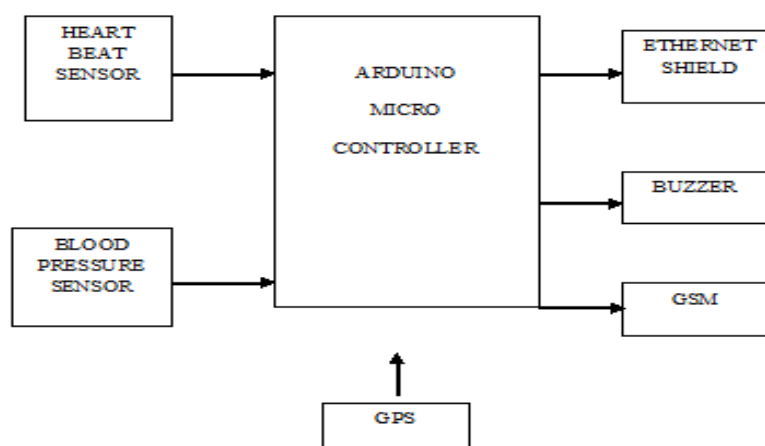 HEART
BEAT
SENSOR
ARDUINO
MICRO
CONTROLLER
ETHERNET
SHIELD
BUZZER
BLOOD
PRESSURE
SENSOR
GSM
GPS